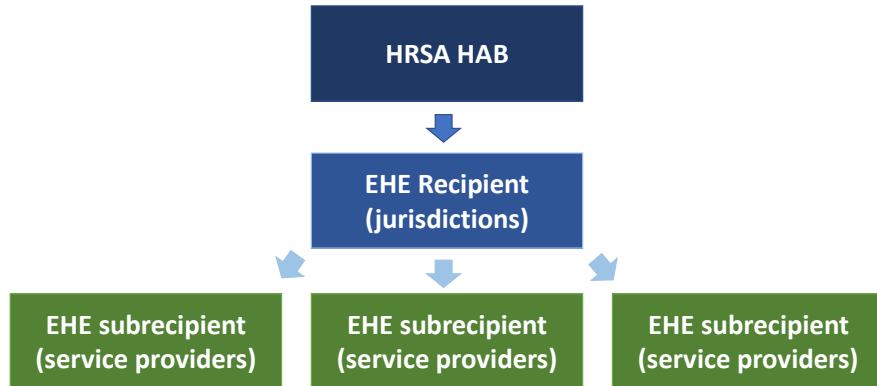 HRSA HAB
EHE Recipient
(jurisdictions)
EHE subrecipient
(service providers)
EHE subrecipient
(service providers)
EHE subrecipient
(service providers)